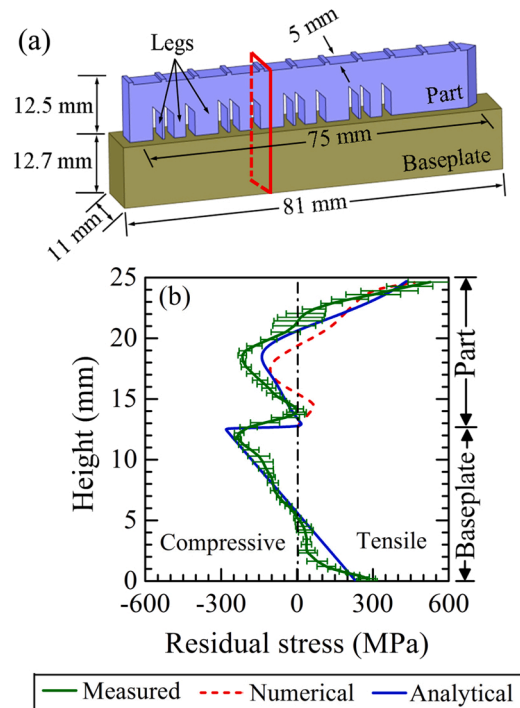 (a)
Legs
5 mm
12.5 mm
Part
12.7 mm
75 mm
Baseplate
11 mm
81 mm
(b)
25
20
15
10
5
0
Height (mm)
Compressive
Tensile
Part
Baseplate
-600 -300 0 300 600
Residual stress (MPa)
Measured Numerical Analytical